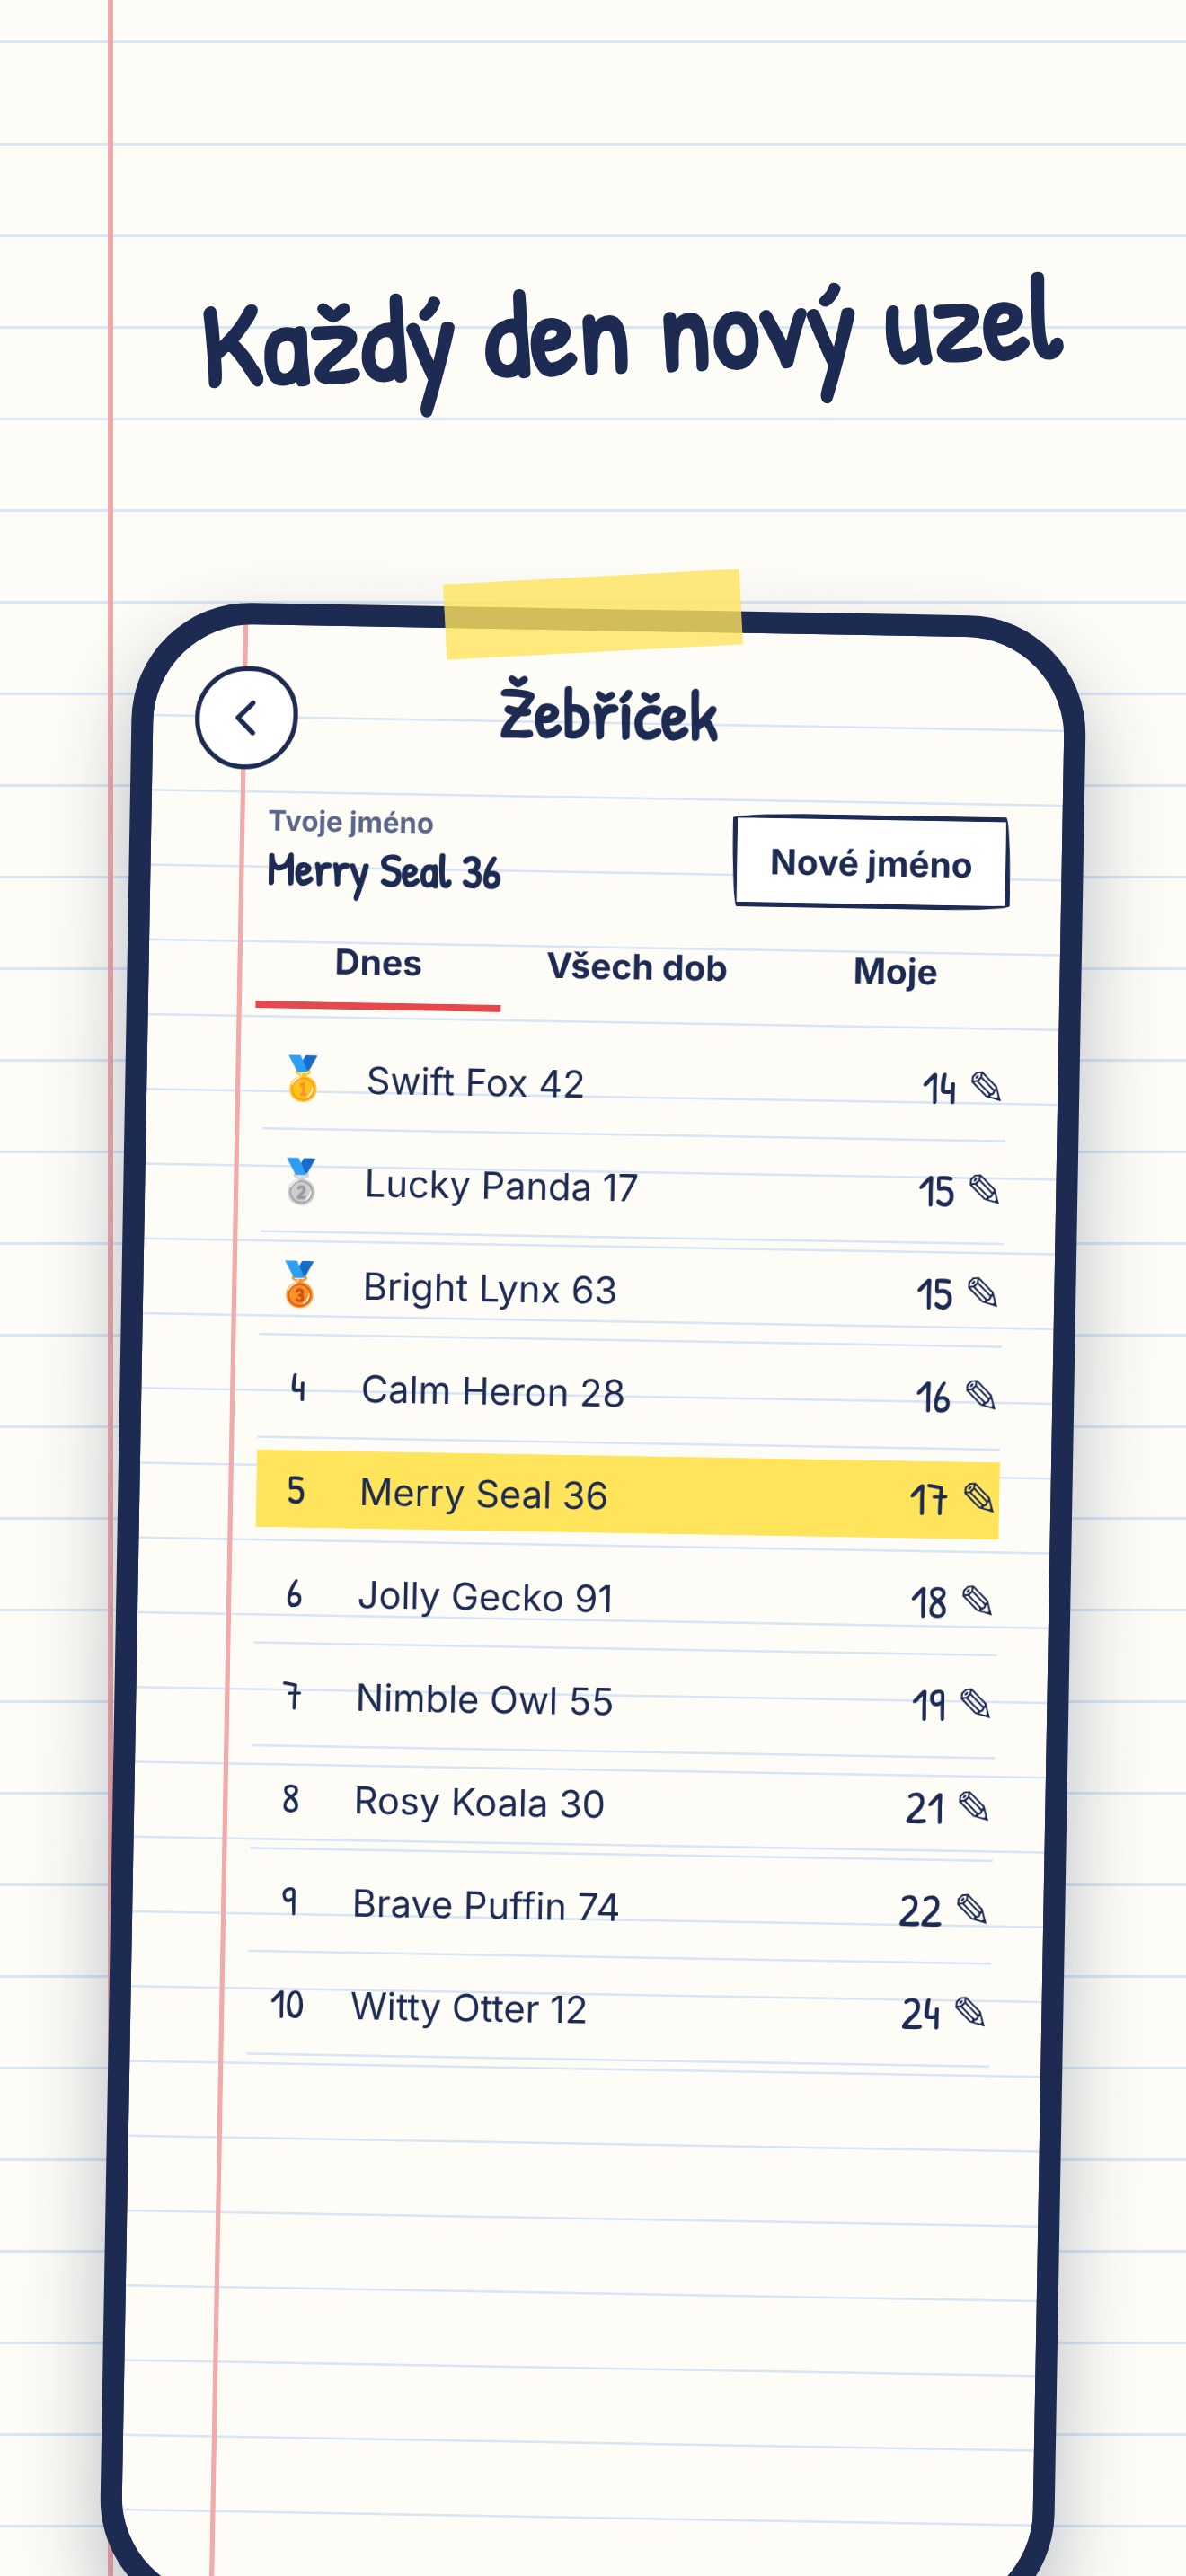 Každý den nový uzel
Žebříček
Tvoje jméno
Merry Seal 36
Nové jméno
Dnes Všech dob Moje
1 Swift Fox 42 14 ✎
2 Lucky Panda 17 15 ✎
3 Bright Lynx 63 15 ✎
4 Calm Heron 28 16 ✎
5 Merry Seal 36 17 ✎
6 Jolly Gecko 91 18 ✎
7 Nimble Owl 55 19 ✎
8 Rosy Koala 30 21 ✎
9 Brave Puffin 74 22 ✎
10 Witty Otter 12 24 ✎